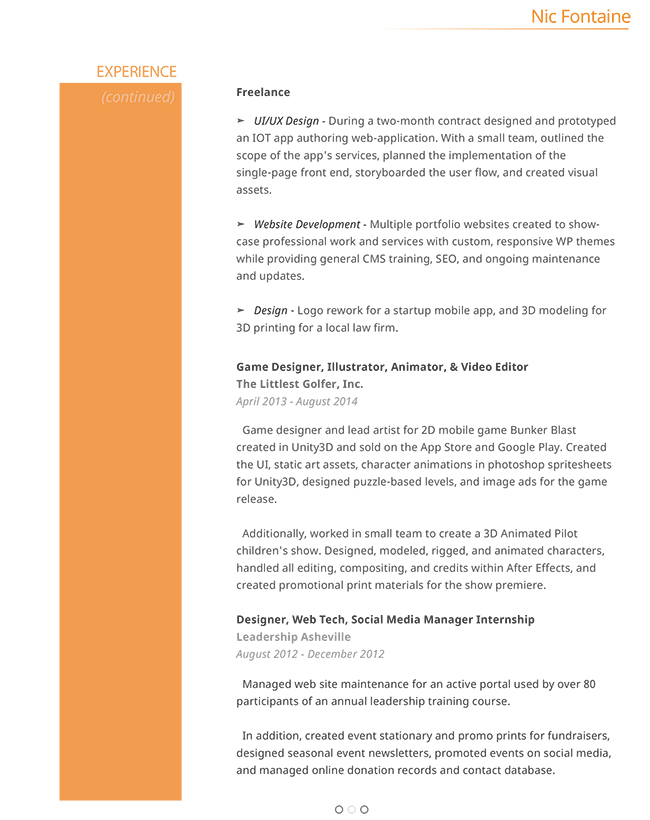 Nic Fontaine
EXPERIENCE
(continued)
Freelance
➢ UI/UX Design - During a two-month contract designed and prototyped
an IOT app authoring web-application. With a small team, outlined the
scope of the app's services, planned the implementation of the
single-page front end, storyboarded the user flow, and created visual
assets.
➢ Website Development - Multiple portfolio websites created to show-
case professional work and services with custom, responsive WP themes
while providing general CMS training, SEO, and ongoing maintenance
and updates.
➢ Design - Logo rework for a startup mobile app, and 3D modeling for
3D printing for a local law firm.
Game Designer, Illustrator, Animator, & Video Editor
The Littlest Golfer, Inc.
April 2013 - August 2014
Game designer and lead artist for 2D mobile game Bunker Blast
created in Unity3D and sold on the App Store and Google Play. Created
the UI, static art assets, character animations in photoshop spritesheets
for Unity3D, designed puzzle-based levels, and image ads for the game
release.
Additionally, worked in small team to create a 3D Animated Pilot
children's show. Designed, modeled, rigged, and animated characters,
handled all editing, compositing, and credits within After Effects, and
created promotional print materials for the show premiere.
Designer, Web Tech, Social Media Manager Internship
Leadership Asheville
August 2012 - December 2012
Managed web site maintenance for an active portal used by over 80
participants of an annual leadership training course.
In addition, created event stationary and promo prints for fundraisers,
designed seasonal event newsletters, promoted events on social media,
and managed online donation records and contact database.